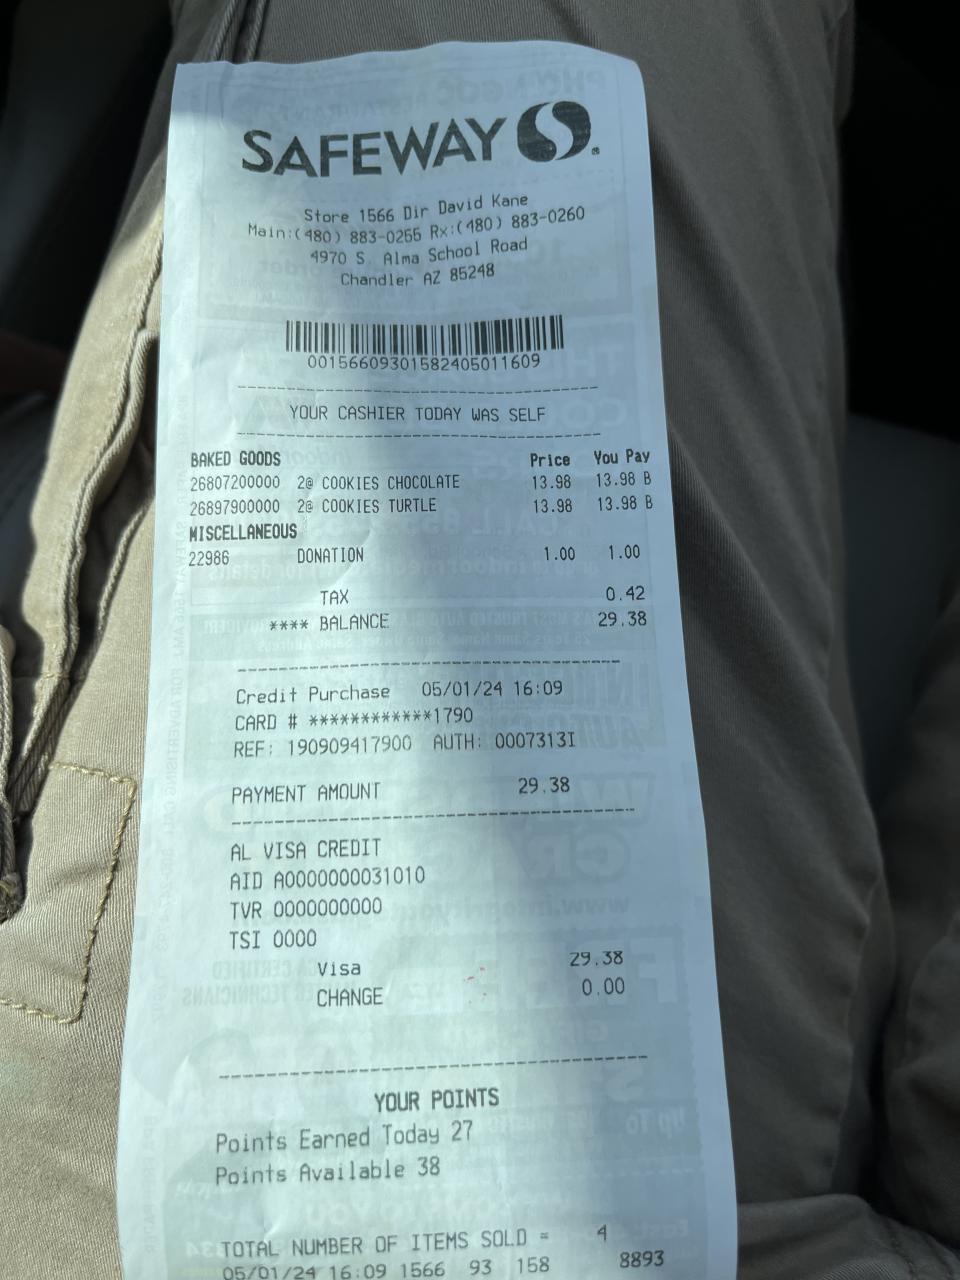 SAFEWAY
Store 1566 Dir David Kane
Main:(480) 883-0255 Rx:(480) 883-0260
4970 S. Alma School Road
Chandler AZ 85248
00156609301582405011609
YOUR CASHIER TODAY WAS SELF
BAKED GOODS Price You Pay
26807200000 2@ COOKIES CHOCOLATE 13.98 13.98 B
26897900000 2@ COOKIES TURTLE 13.98 13.98 B
MISCELLANEOUS
22986 DONATION 1.00 1.00
TAX 0.42
**** BALANCE 29.38
Credit Purchase 05/01/24 16:09
CARD # ************1790
REF: 190909417900 AUTH: 0007313I
PAYMENT AMOUNT 29.38
AL VISA CREDIT
AID A0000000031010
TVR 0000000000
TSI 0000
Visa 29.38
CHANGE 0.00
YOUR POINTS
Points Earned Today 27
Points Available 38
TOTAL NUMBER OF ITEMS SOLD = 4
05/01/24 16:09 1566 93 158 8893